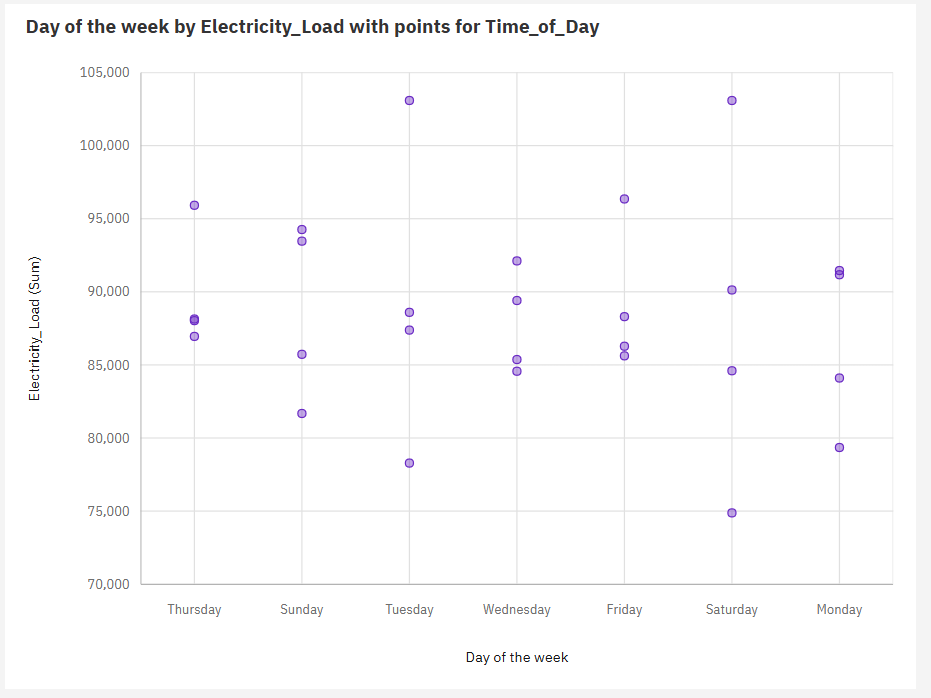 Day of the week by Electricity_Load with points for Time_of_Day
105,000
100,000
95,000
90,000
85,000
80,000
75,000
70,000
Electricity_Load (Sum)
Thursday Sunday Tuesday Wednesday Friday Saturday Monday
Day of the week